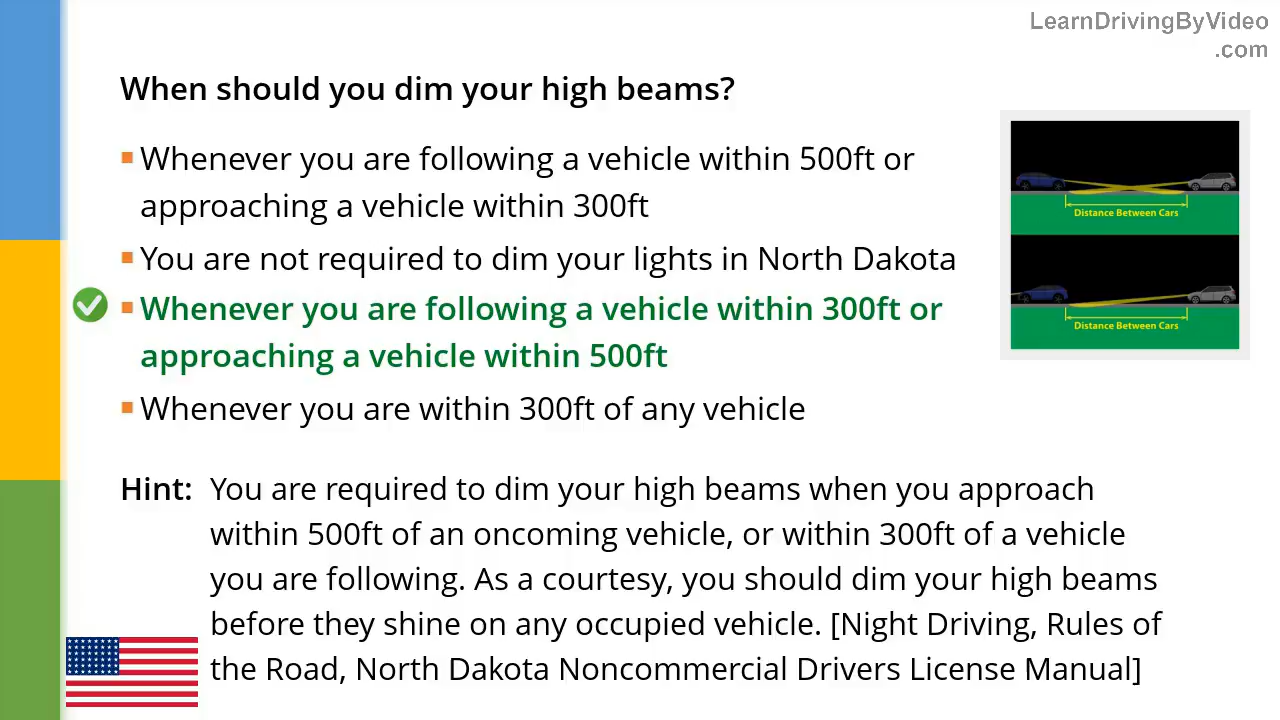 LearnDrivingByVideo
.com
When should you dim your high beams?
Whenever you are following a vehicle within 500ft or
approaching a vehicle within 300ft
Distance Between Cars
You are not required to dim your lights in North Dakota
Whenever you are following a vehicle within 300ft or
approaching a vehicle within 500ft
Distance Between Cars
Whenever you are within 300ft of any vehicle
Hint: You are required to dim your high beams when you approach
within 500ft of an oncoming vehicle, or within 300ft of a vehicle
you are following. As a courtesy, you should dim your high beams
before they shine on any occupied vehicle. [Night Driving, Rules of
the Road, North Dakota Noncommercial Drivers License Manual]